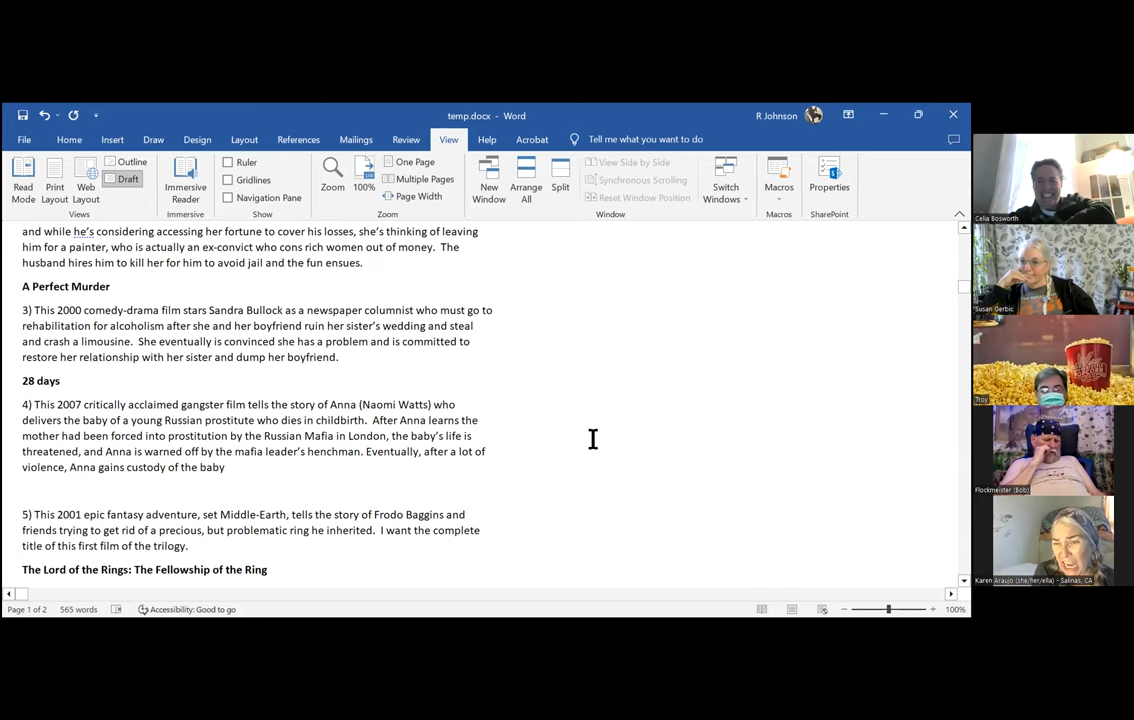 temp.docx - Word
R Johnson
File Home Insert Draw Design Layout References Mailings Review View Help Acrobat Tell me what you want to do
Read Mode
Print Layout
Web Layout
Outline
Draft
Views
Immersive Reader
Immersive
Ruler
Gridlines
Navigation Pane
Show
Zoom
100%
One Page
Multiple Pages
Page Width
Zoom
New Window
Arrange All
Split
View Side by Side
Synchronous Scrolling
Reset Window Position
Window
Switch Windows
Macros
Macros
Properties
SharePoint
and while he's considering accessing her fortune to cover his losses, she's thinking of leaving
him for a painter, who is actually an ex-convict who cons rich women out of money. The
husband hires him to kill her for him to avoid jail and the fun ensues.
A Perfect Murder
3) This 2000 comedy-drama film stars Sandra Bullock as a newspaper columnist who must go to
rehabilitation for alcoholism after she and her boyfriend ruin her sister's wedding and steal
and crash a limousine. She eventually is convinced she has a problem and is committed to
restore her relationship with her sister and dump her boyfriend.
28 days
4) This 2007 critically acclaimed gangster film tells the story of Anna (Naomi Watts) who
delivers the baby of a young Russian prostitute who dies in childbirth. After Anna learns the
mother had been forced into prostitution by the Russian Mafia in London, the baby's life is
threatened, and Anna is warned off by the mafia leader's henchman. Eventually, after a lot of
violence, Anna gains custody of the baby
5) This 2001 epic fantasy adventure, set Middle-Earth, tells the story of Frodo Baggins and
friends trying to get rid of a precious, but problematic ring he inherited. I want the complete
title of this first film of the trilogy.
The Lord of the Rings: The Fellowship of the Ring
Page 1 of 2 565 words Accessibility: Good to go 100%
Celia Bosworth
Susan Gerbic
Troy
Flockmeister (Bob)
Karen Araujo (she/her/ella) - Salinas, CA